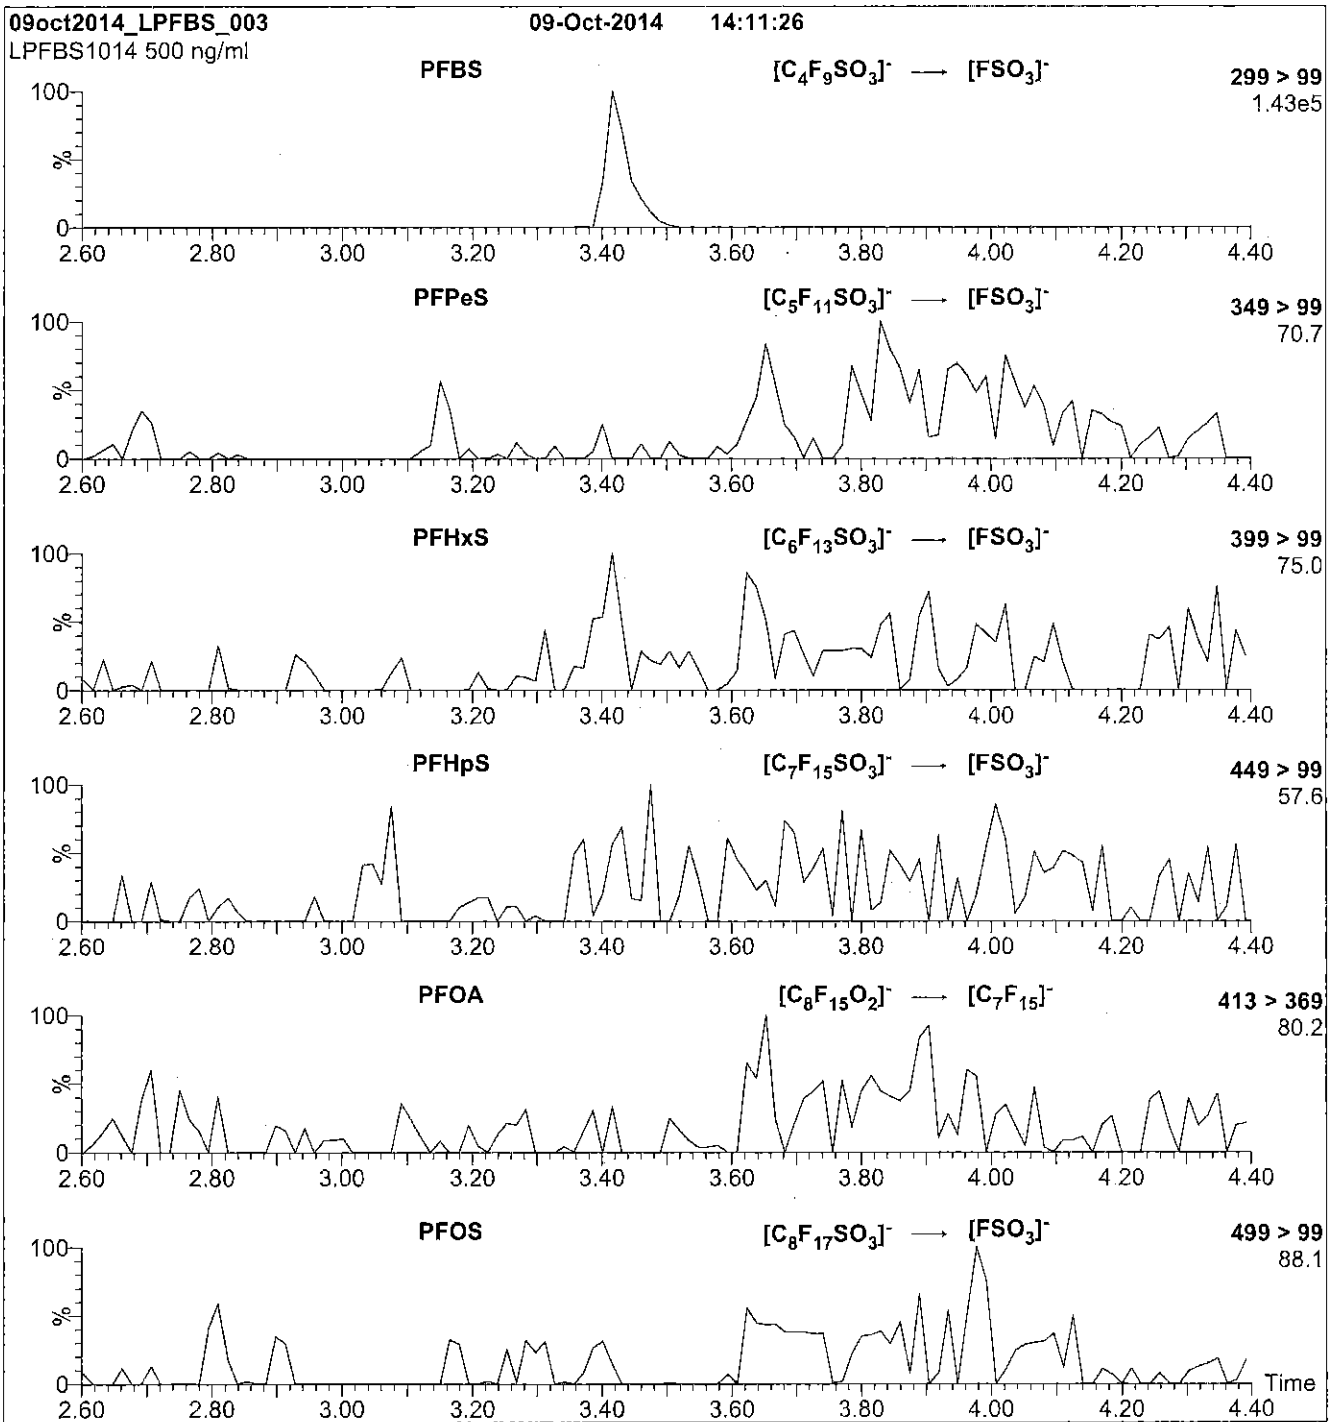 09oct2014_LPFBS_003 09-Oct-2014 14:11:26
LPFBS1014 500 ng/ml
PFBS [C4F9SO3]- → [FSO3]- 299 > 99
1.43e5
100
%
0
2.60 2.80 3.00 3.20 3.40 3.60 3.80 4.00 4.20 4.40
PFPeS [C5F11SO3]- → [FSO3]- 349 > 99
70.7
100
%
0
2.60 2.80 3.00 3.20 3.40 3.60 3.80 4.00 4.20 4.40
PFHxS [C6F13SO3]- → [FSO3]- 399 > 99
75.0
100
%
0
2.60 2.80 3.00 3.20 3.40 3.60 3.80 4.00 4.20 4.40
PFHpS [C7F15SO3]- → [FSO3]- 449 > 99
57.6
100
%
0
2.60 2.80 3.00 3.20 3.40 3.60 3.80 4.00 4.20 4.40
PFOA [C8F15O2]- → [C7F15]- 413 > 369
80.2
100
%
0
2.60 2.80 3.00 3.20 3.40 3.60 3.80 4.00 4.20 4.40
PFOS [C8F17SO3]- → [FSO3]- 499 > 99
88.1
100
%
0 Time
2.60 2.80 3.00 3.20 3.40 3.60 3.80 4.00 4.20 4.40